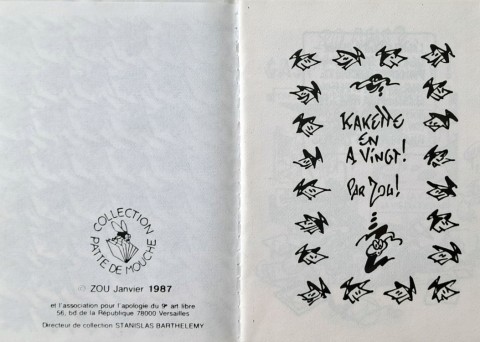 COLLECTION
PATTE DE MOUCHE
© ZOU Janvier 1987
et l'association pour l'apologie du 9e art libre
56, bd de la République 78000 Versailles
Directeur de collection STANISLAS BARTHELEMY
KAKETTE
EN
A VINGT!
PAR ZOU!